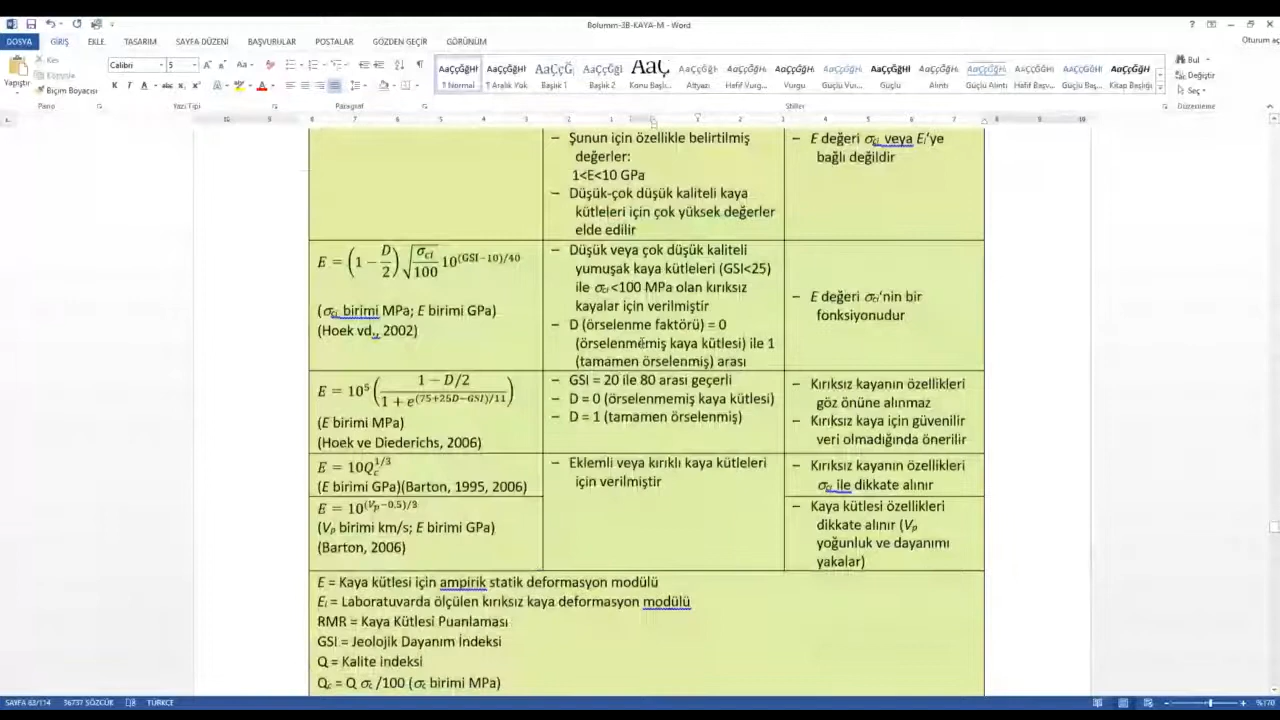 Bolumm-3B-KAYA-M - Word
DOSYA GİRİŞ EKLE TASARIM SAYFA DÜZENİ BAŞVURULAR POSTALAR GÖZDEN GEÇİR GÖRÜNÜM
Oturum aç
Yapıştır
Kes
Kopyala
Biçim Boyacısı
Pano
Calibri 5
Yazı Tipi
Paragraf
¶ Normal
¶ Aralık Yok
Başlık 1
Başlık 2
Konu Başlı...
Altyazı
Hafif Vurg...
Vurgu
Güçlü Vur...
Güçlü
Alıntı
Güçlü Alıntı
Hafif Başv...
Güçlü Başv...
Kitap Başlığı
Stiller
Bul
Değiştir
Seç
Düzenleme
– Şunun için özellikle belirtilmiş
değerler:
1<E<10 GPa
– Düşük-çok düşük kaliteli kaya
kütleleri için çok yüksek değerler
elde edilir
– E değeri σci veya Ei'ye
bağlı değildir
E = (1 − D/2) √(σci/100) 10^((GSI−10)/40)
(σci birimi MPa; E birimi GPa)
(Hoek vd., 2002)
– Düşük veya çok düşük kaliteli
yumuşak kaya kütleleri (GSI<25)
ile σci <100 MPa olan kırıksız
kayalar için verilmiştir
– D (örselenme faktörü) = 0
(örselenmemiş kaya kütlesi) ile 1
(tamamen örselenmiş) arası
– E değeri σci'nin bir
fonksiyonudur
E = 10^5 ((1 − D/2) / (1 + e^((75+25D−GSI)/11)))
(E birimi MPa)
(Hoek ve Diederichs, 2006)
– GSI = 20 ile 80 arası geçerli
– D = 0 (örselenmemiş kaya kütlesi)
– D = 1 (tamamen örselenmiş)
– Kırıksız kayanın özellikleri
göz önüne alınmaz
– Kırıksız kaya için güvenilir
veri olmadığında önerilir
E = 10Qc^(1/3)
(E birimi GPa)(Barton, 1995, 2006)
– Eklemli veya kırıklı kaya kütleleri
için verilmiştir
– Kırıksız kayanın özellikleri
σci ile dikkate alınır
E = 10^((Vp−0.5)/3)
(Vp birimi km/s; E birimi GPa)
(Barton, 2006)
– Kaya kütlesi özellikleri
dikkate alınır (Vp
yoğunluk ve dayanımı
yakalar)
E = Kaya kütlesi için ampirik statik deformasyon modülü
Ei = Laboratuvarda ölçülen kırıksız kaya deformasyon modülü
RMR = Kaya Kütlesi Puanlaması
GSI = Jeolojik Dayanım İndeksi
Q = Kalite indeksi
Qc = Q σc /100 (σc birimi MPa)
SAYFA 63/114 36737 SÖZCÜK TÜRKÇE
%170